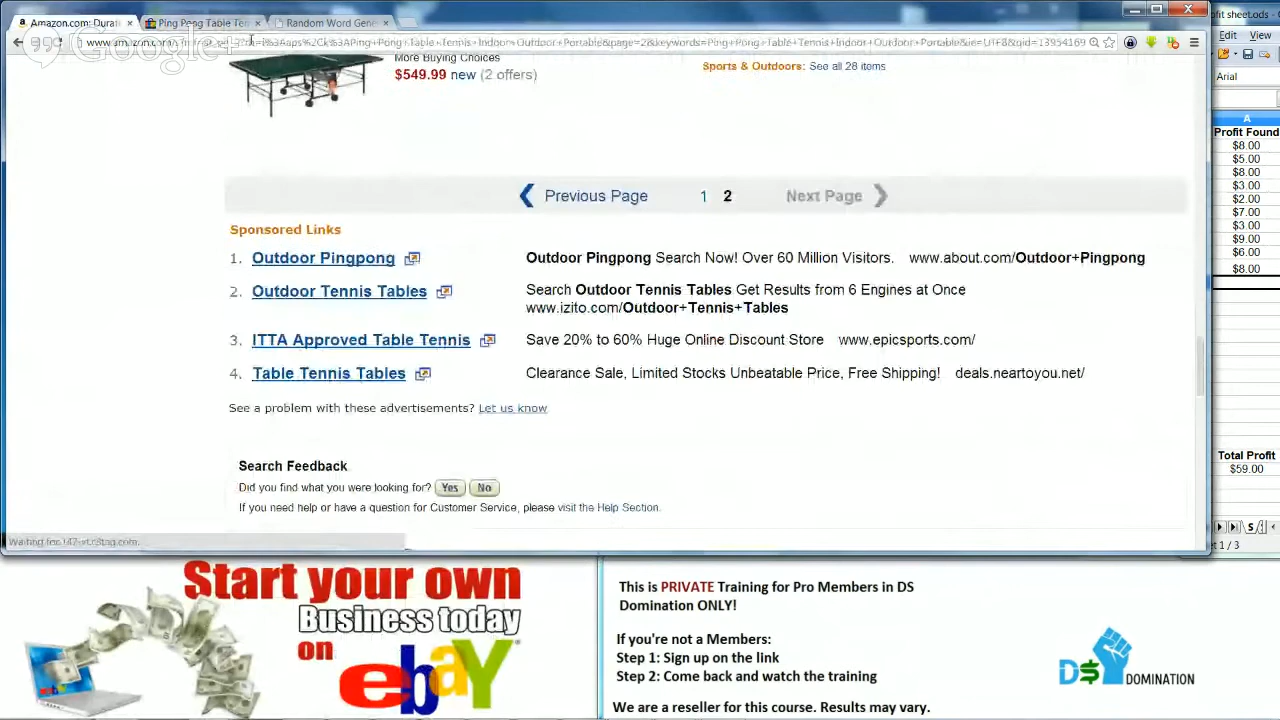 Amazon.com: Durati
Ping Pong Table Ten
Random Word Gene
Google+
More Buying Choices
$549.99 new (2 offers)
Sports & Outdoors: See all 28 items
Previous Page 1 2 Next Page
Sponsored Links
1. Outdoor Pingpong
Outdoor Pingpong Search Now! Over 60 Million Visitors. www.about.com/Outdoor+Pingpong
2. Outdoor Tennis Tables
Search Outdoor Tennis Tables Get Results from 6 Engines at Once
www.izito.com/Outdoor+Tennis+Tables
3. ITTA Approved Table Tennis
Save 20% to 60% Huge Online Discount Store www.epicsports.com/
4. Table Tennis Tables
Clearance Sale, Limited Stocks Unbeatable Price, Free Shipping! deals.neartoyou.net/
See a problem with these advertisements? Let us know
Search Feedback
Did you find what you were looking for? Yes No
If you need help or have a question for Customer Service, please visit the Help Section.
ofit sheet.ods -
Edit View
Arial
A
Profit Found
$8.00
$5.00
$8.00
$3.00
$2.00
$7.00
$3.00
$9.00
$6.00
$8.00
Total Profit
$59.00
et 1 / 3
Start your own
Business today
on
ebay
This is PRIVATE Training for Pro Members in DS
Domination ONLY!
If you're not a Members:
Step 1: Sign up on the link
Step 2: Come back and watch the training
We are a reseller for this course. Results may vary.
D$ DOMINATION